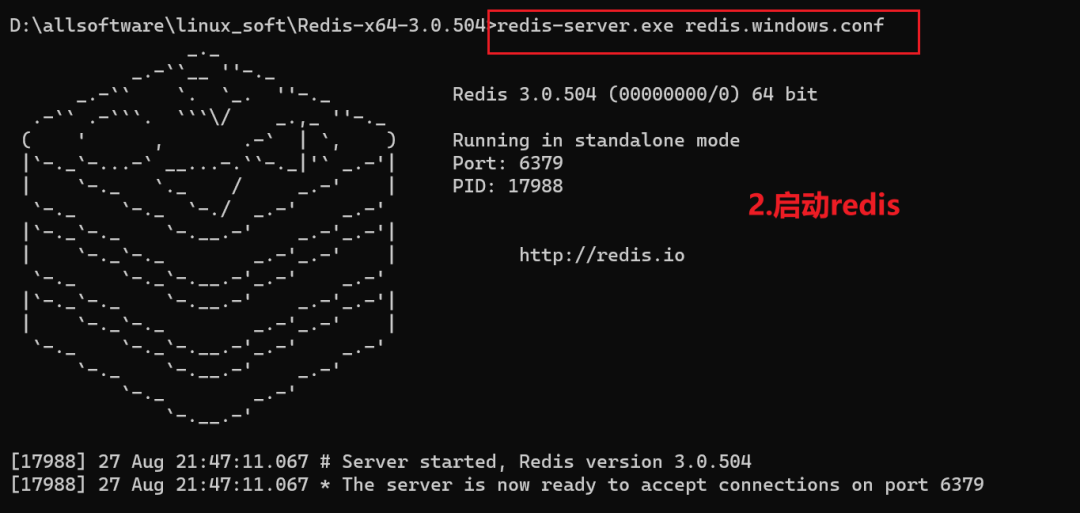 D:\allsoftware\linux_soft\Redis-x64-3.0.504>redis-server.exe redis.windows.conf
Redis 3.0.504 (00000000/0) 64 bit
Running in standalone mode
Port: 6379
PID: 17988
2.启动redis
http://redis.io
[17988] 27 Aug 21:47:11.067 # Server started, Redis version 3.0.504
[17988] 27 Aug 21:47:11.067 * The server is now ready to accept connections on port 6379